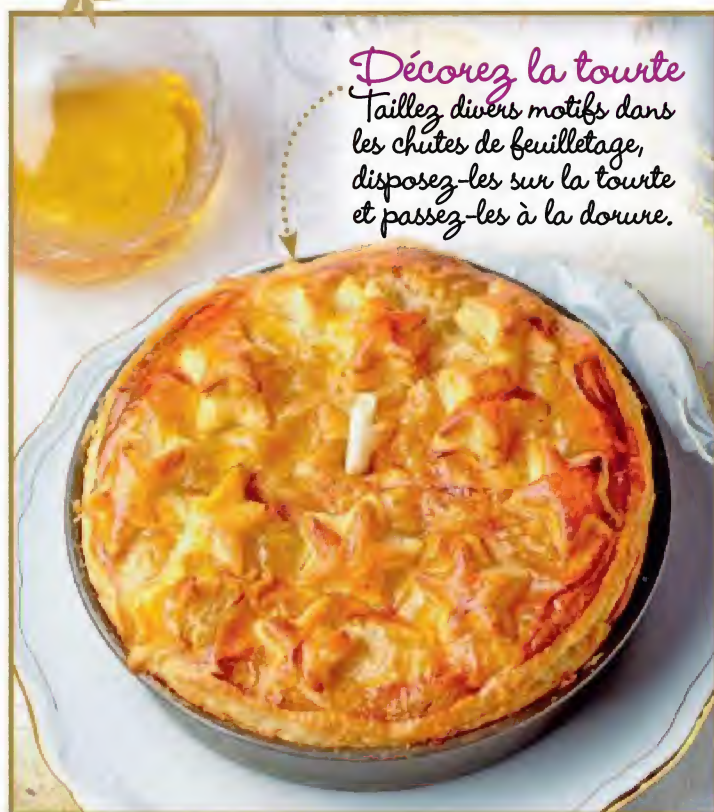 Décorez la tourte
Taillez divers motifs dans
les chutes de feuilletage,
disposez-les sur la tourte
et passez-les à la dorure.